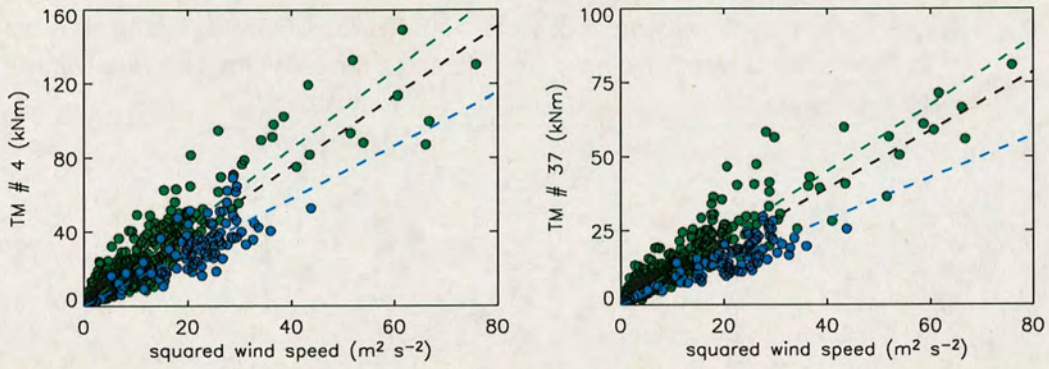 160
120
80
40
0
TM # 4 (kNm)
0 20 40 60 80
squared wind speed (m² s⁻²)
100
75
50
25
0
TM # 37 (kNm)
0 20 40 60 80
squared wind speed (m² s⁻²)